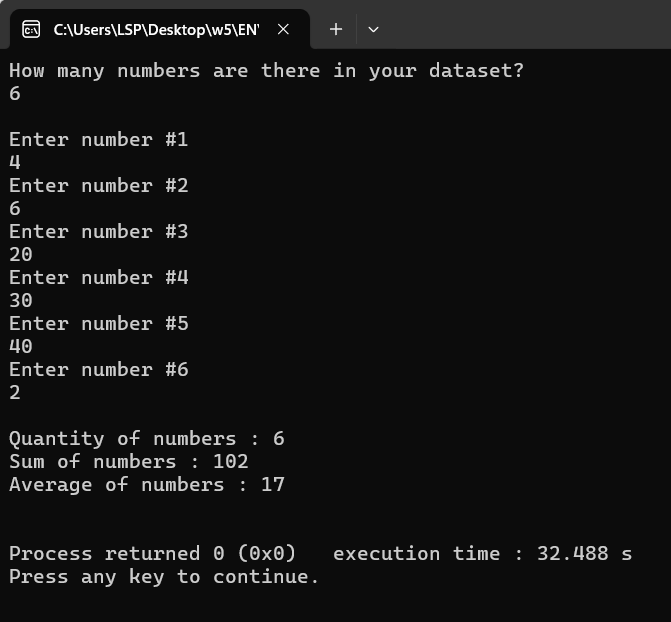 C:\Users\LSP\Desktop\w5\EN'
How many numbers are there in your dataset?
6
Enter number #1
4
Enter number #2
6
Enter number #3
20
Enter number #4
30
Enter number #5
40
Enter number #6
2
Quantity of numbers : 6
Sum of numbers : 102
Average of numbers : 17
Process returned 0 (0x0)   execution time : 32.488 s
Press any key to continue.